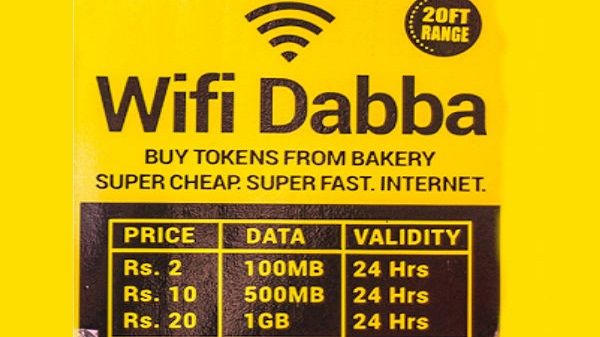 20FT
RANGE
Wifi Dabba
BUY TOKENS FROM BAKERY
SUPER CHEAP. SUPER FAST. INTERNET.
PRICE DATA VALIDITY
Rs. 2 100MB 24 Hrs
Rs. 10 500MB 24 Hrs
Rs. 20 1GB 24 Hrs